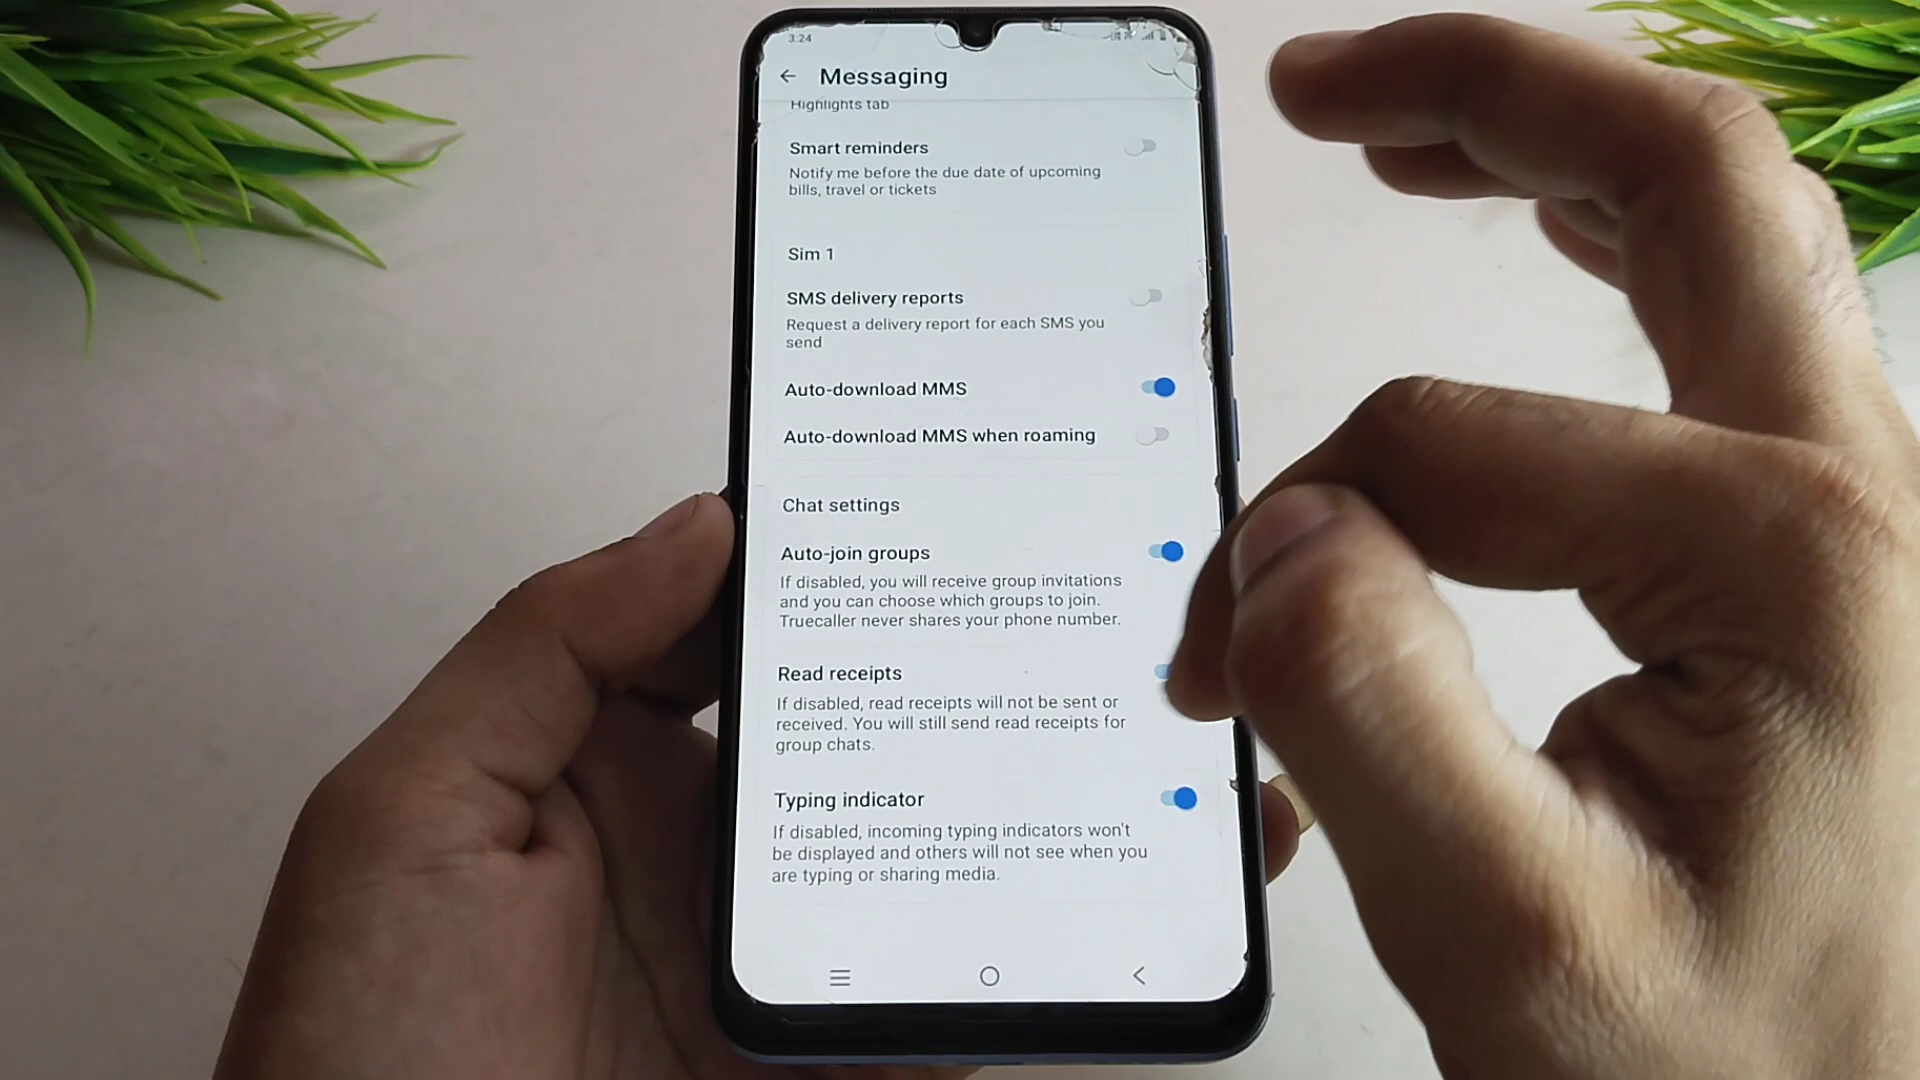 3:24
Messaging
Highlights tab
Smart reminders
Notify me before the due date of upcoming
bills, travel or tickets
Sim 1
SMS delivery reports
Request a delivery report for each SMS you
send
Auto-download MMS
Auto-download MMS when roaming
Chat settings
Auto-join groups
If disabled, you will receive group invitations
and you can choose which groups to join.
Truecaller never shares your phone number.
Read receipts
If disabled, read receipts will not be sent or
received. You will still send read receipts for
group chats.
Typing indicator
If disabled, incoming typing indicators won't
be displayed and others will not see when you
are typing or sharing media.